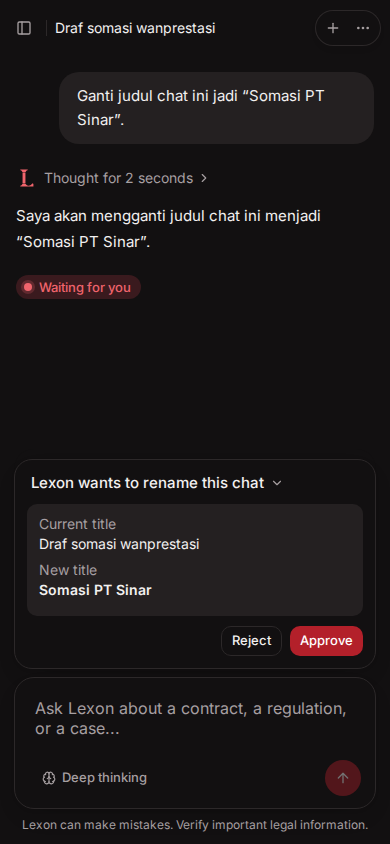 Draf somasi wanprestasi
Ganti judul chat ini jadi “Somasi PT
Sinar”.
L Thought for 2 seconds
Saya akan mengganti judul chat ini menjadi
“Somasi PT Sinar”.
Waiting for you
Lexon wants to rename this chat
Current title
Draf somasi wanprestasi
New title
Somasi PT Sinar
Reject Approve
Ask Lexon about a contract, a regulation,
or a case...
Deep thinking
Lexon can make mistakes. Verify important legal information.